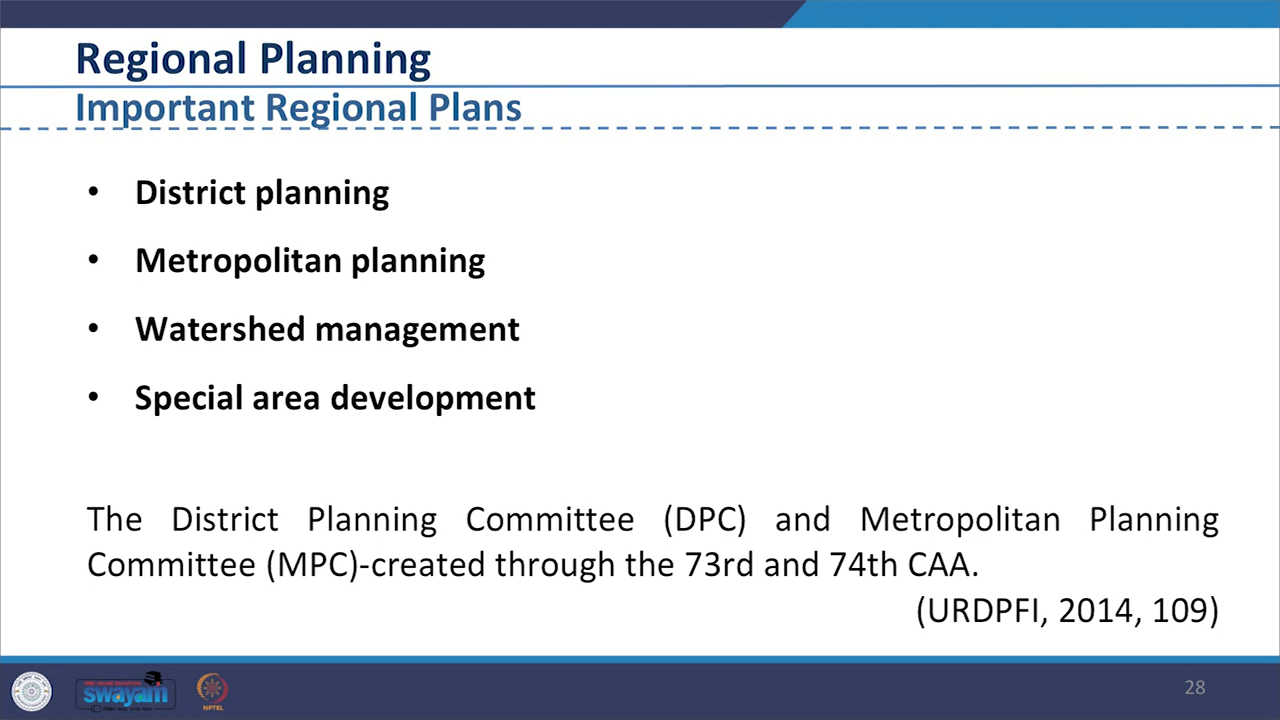 Regional Planning
Important Regional Plans
• District planning
• Metropolitan planning
• Watershed management
• Special area development
The District Planning Committee (DPC) and Metropolitan Planning
Committee (MPC)-created through the 73rd and 74th CAA.
(URDPFI, 2014, 109)
swayam
NPTEL
28